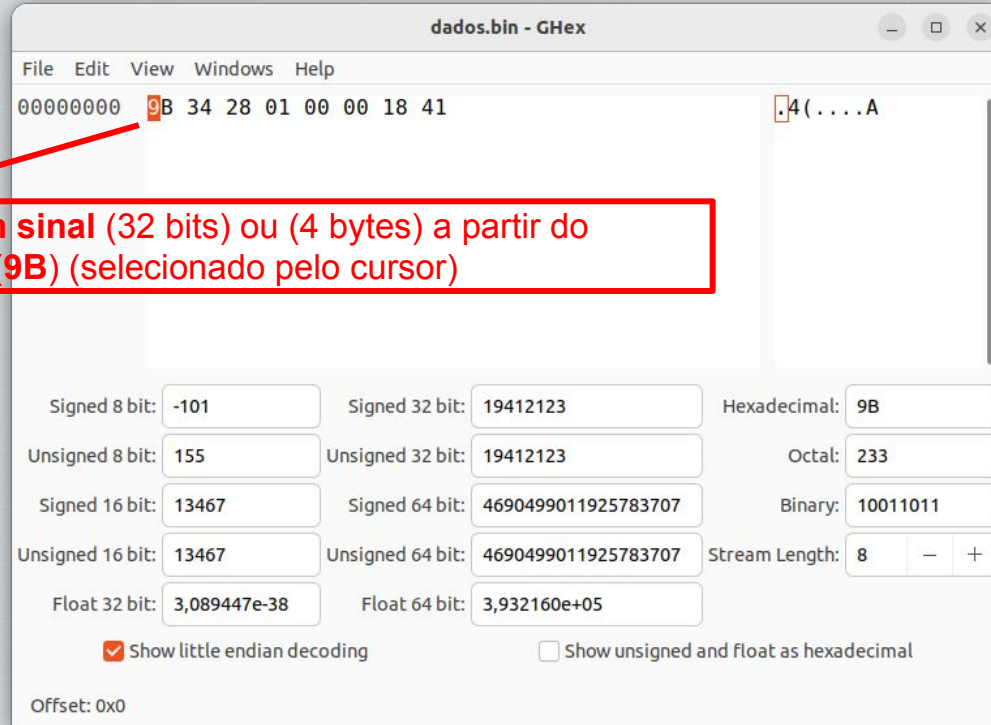 dados.bin - GHex
File Edit View Windows Help
00000000 9B 34 28 01 00 00 18 41 .4(....A
sinal (32 bits) ou (4 bytes) a partir do
(9B) (selecionado pelo cursor)
Signed 8 bit: -101 Signed 32 bit: 19412123 Hexadecimal: 9B
Unsigned 8 bit: 155 Unsigned 32 bit: 19412123 Octal: 233
Signed 16 bit: 13467 Signed 64 bit: 4690499011925783707 Binary: 10011011
Unsigned 16 bit: 13467 Unsigned 64 bit: 4690499011925783707 Stream Length: 8 − +
Float 32 bit: 3,089447e-38 Float 64 bit: 3,932160e+05
Show little endian decoding Show unsigned and float as hexadecimal
Offset: 0x0